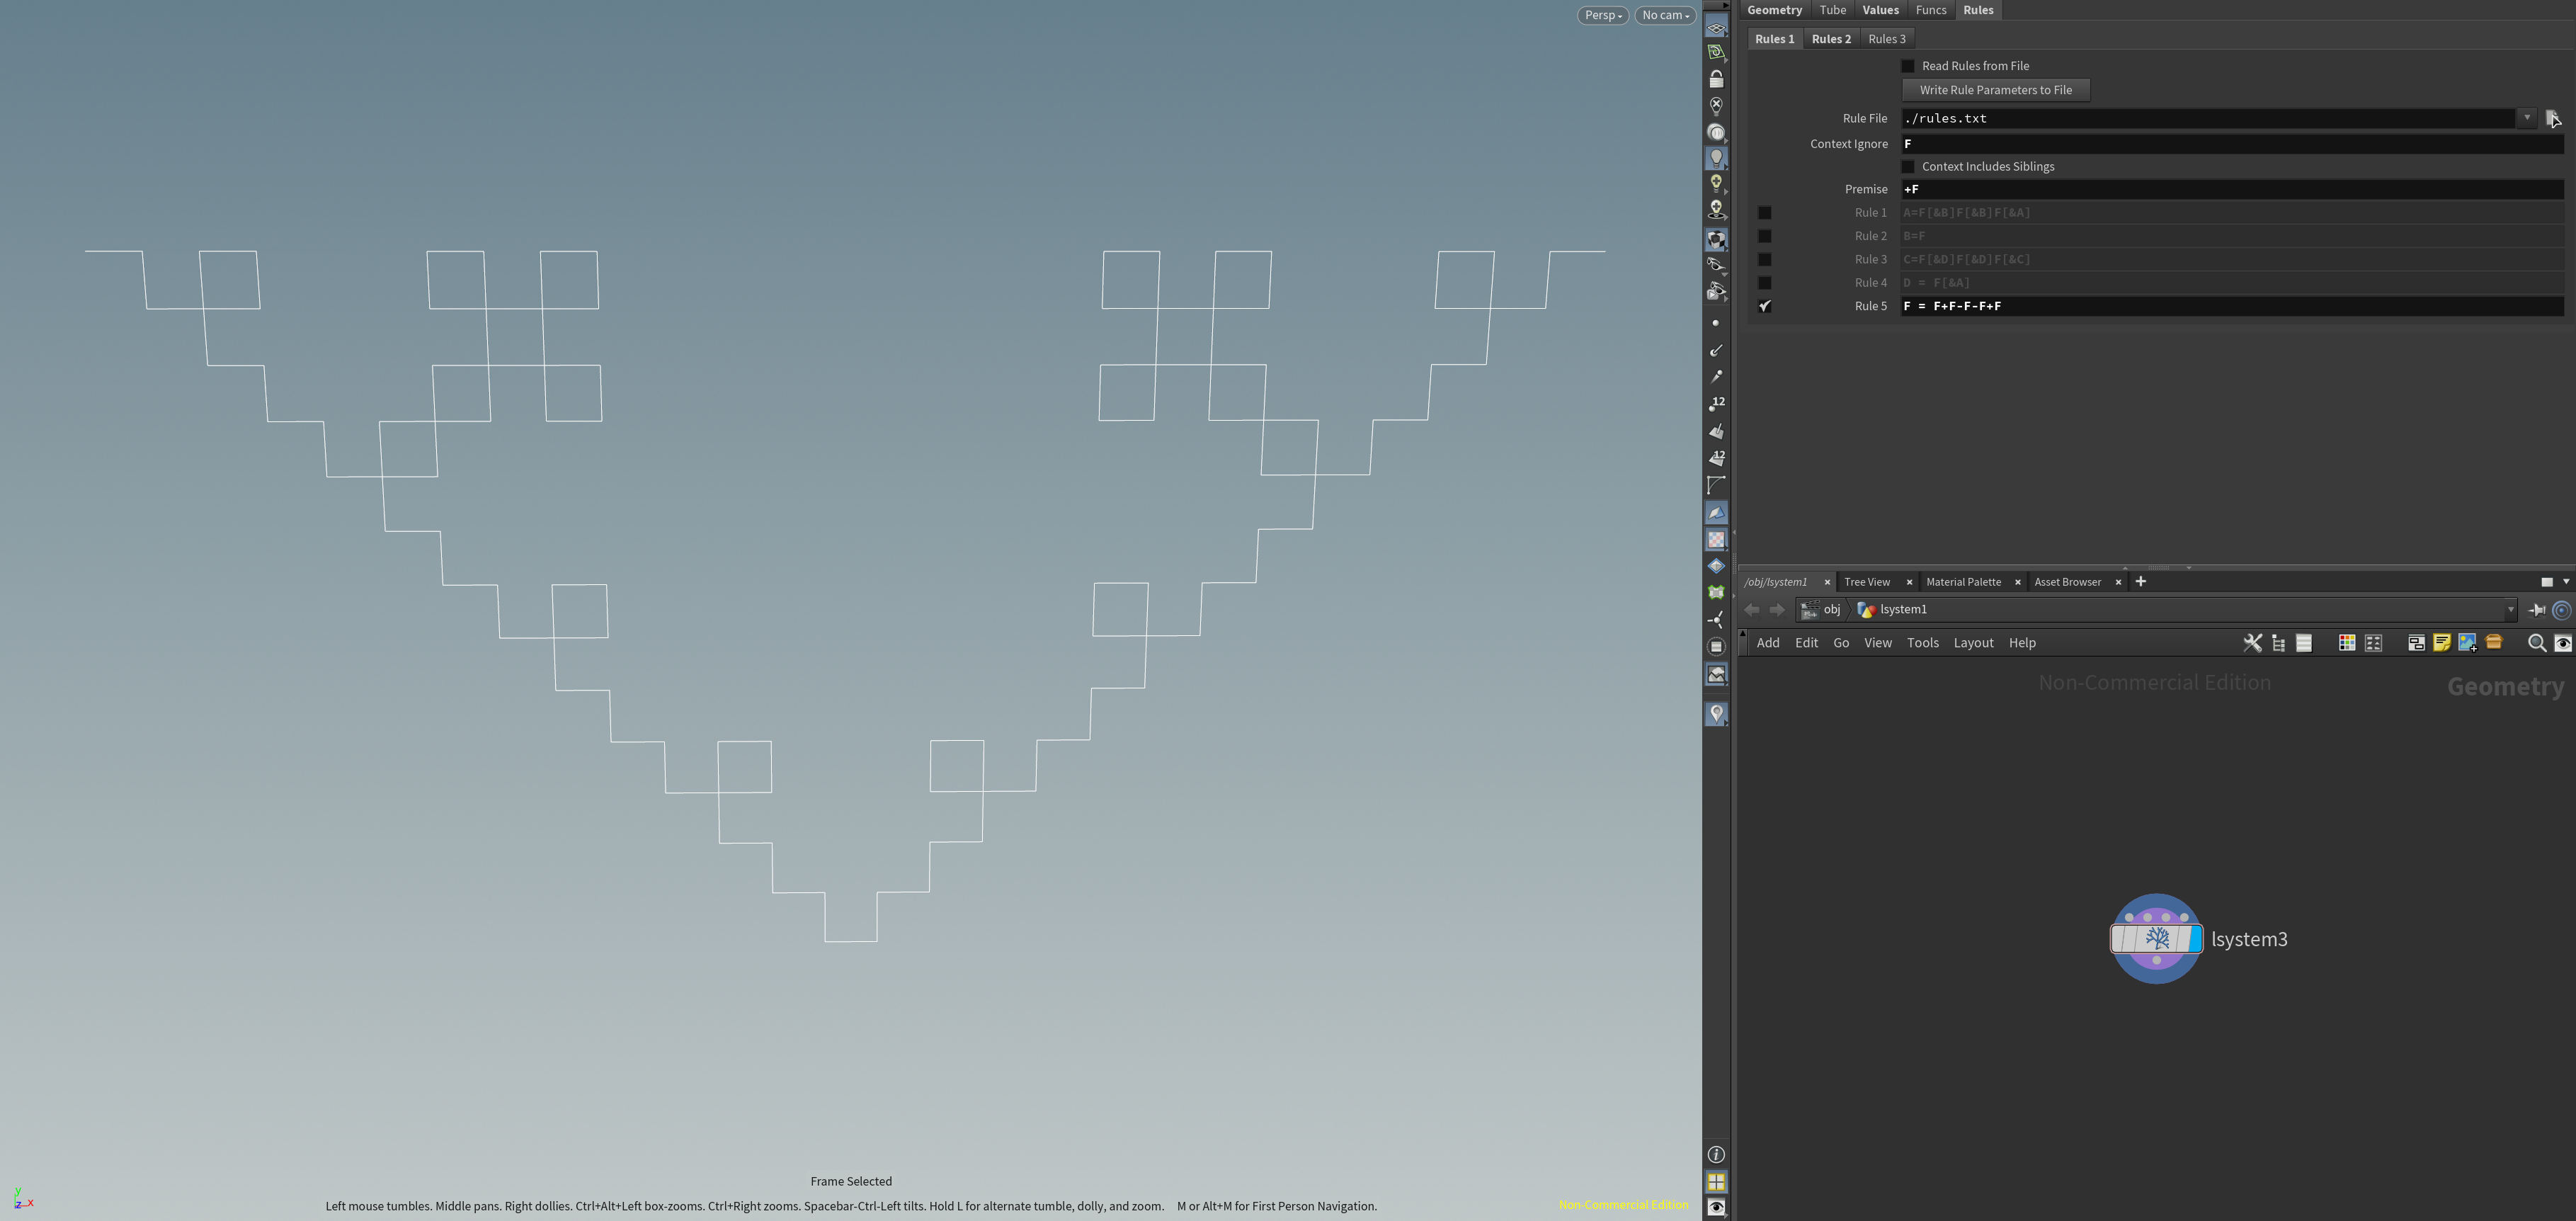 Persp No cam
Frame Selected
Left mouse tumbles. Middle pans. Right dollies. Ctrl+Alt+Left box-zooms. Ctrl+Right zooms. Spacebar-Ctrl-Left tilts. Hold L for alternate tumble, dolly, and zoom. M or Alt+M for First Person Navigation.
Non-Commercial Edition
y
z x
12
12
Geometry Tube Values Funcs Rules
Rules 1 Rules 2 Rules 3
Read Rules from File
Write Rule Parameters to File
Rule File ./rules.txt
Context Ignore F
Context Includes Siblings
Premise +F
Rule 1 A=F[&B]F[&B]F[&A]
Rule 2 B=F
Rule 3 C=F[&D]F[&D]F[&C]
Rule 4 D = F[&A]
Rule 5 F = F+F-F-F+F
/obj/lsystem1 × Tree View × Material Palette × Asset Browser × +
obj lsystem1
Add Edit Go View Tools Layout Help
Non-Commercial Edition Geometry
lsystem3